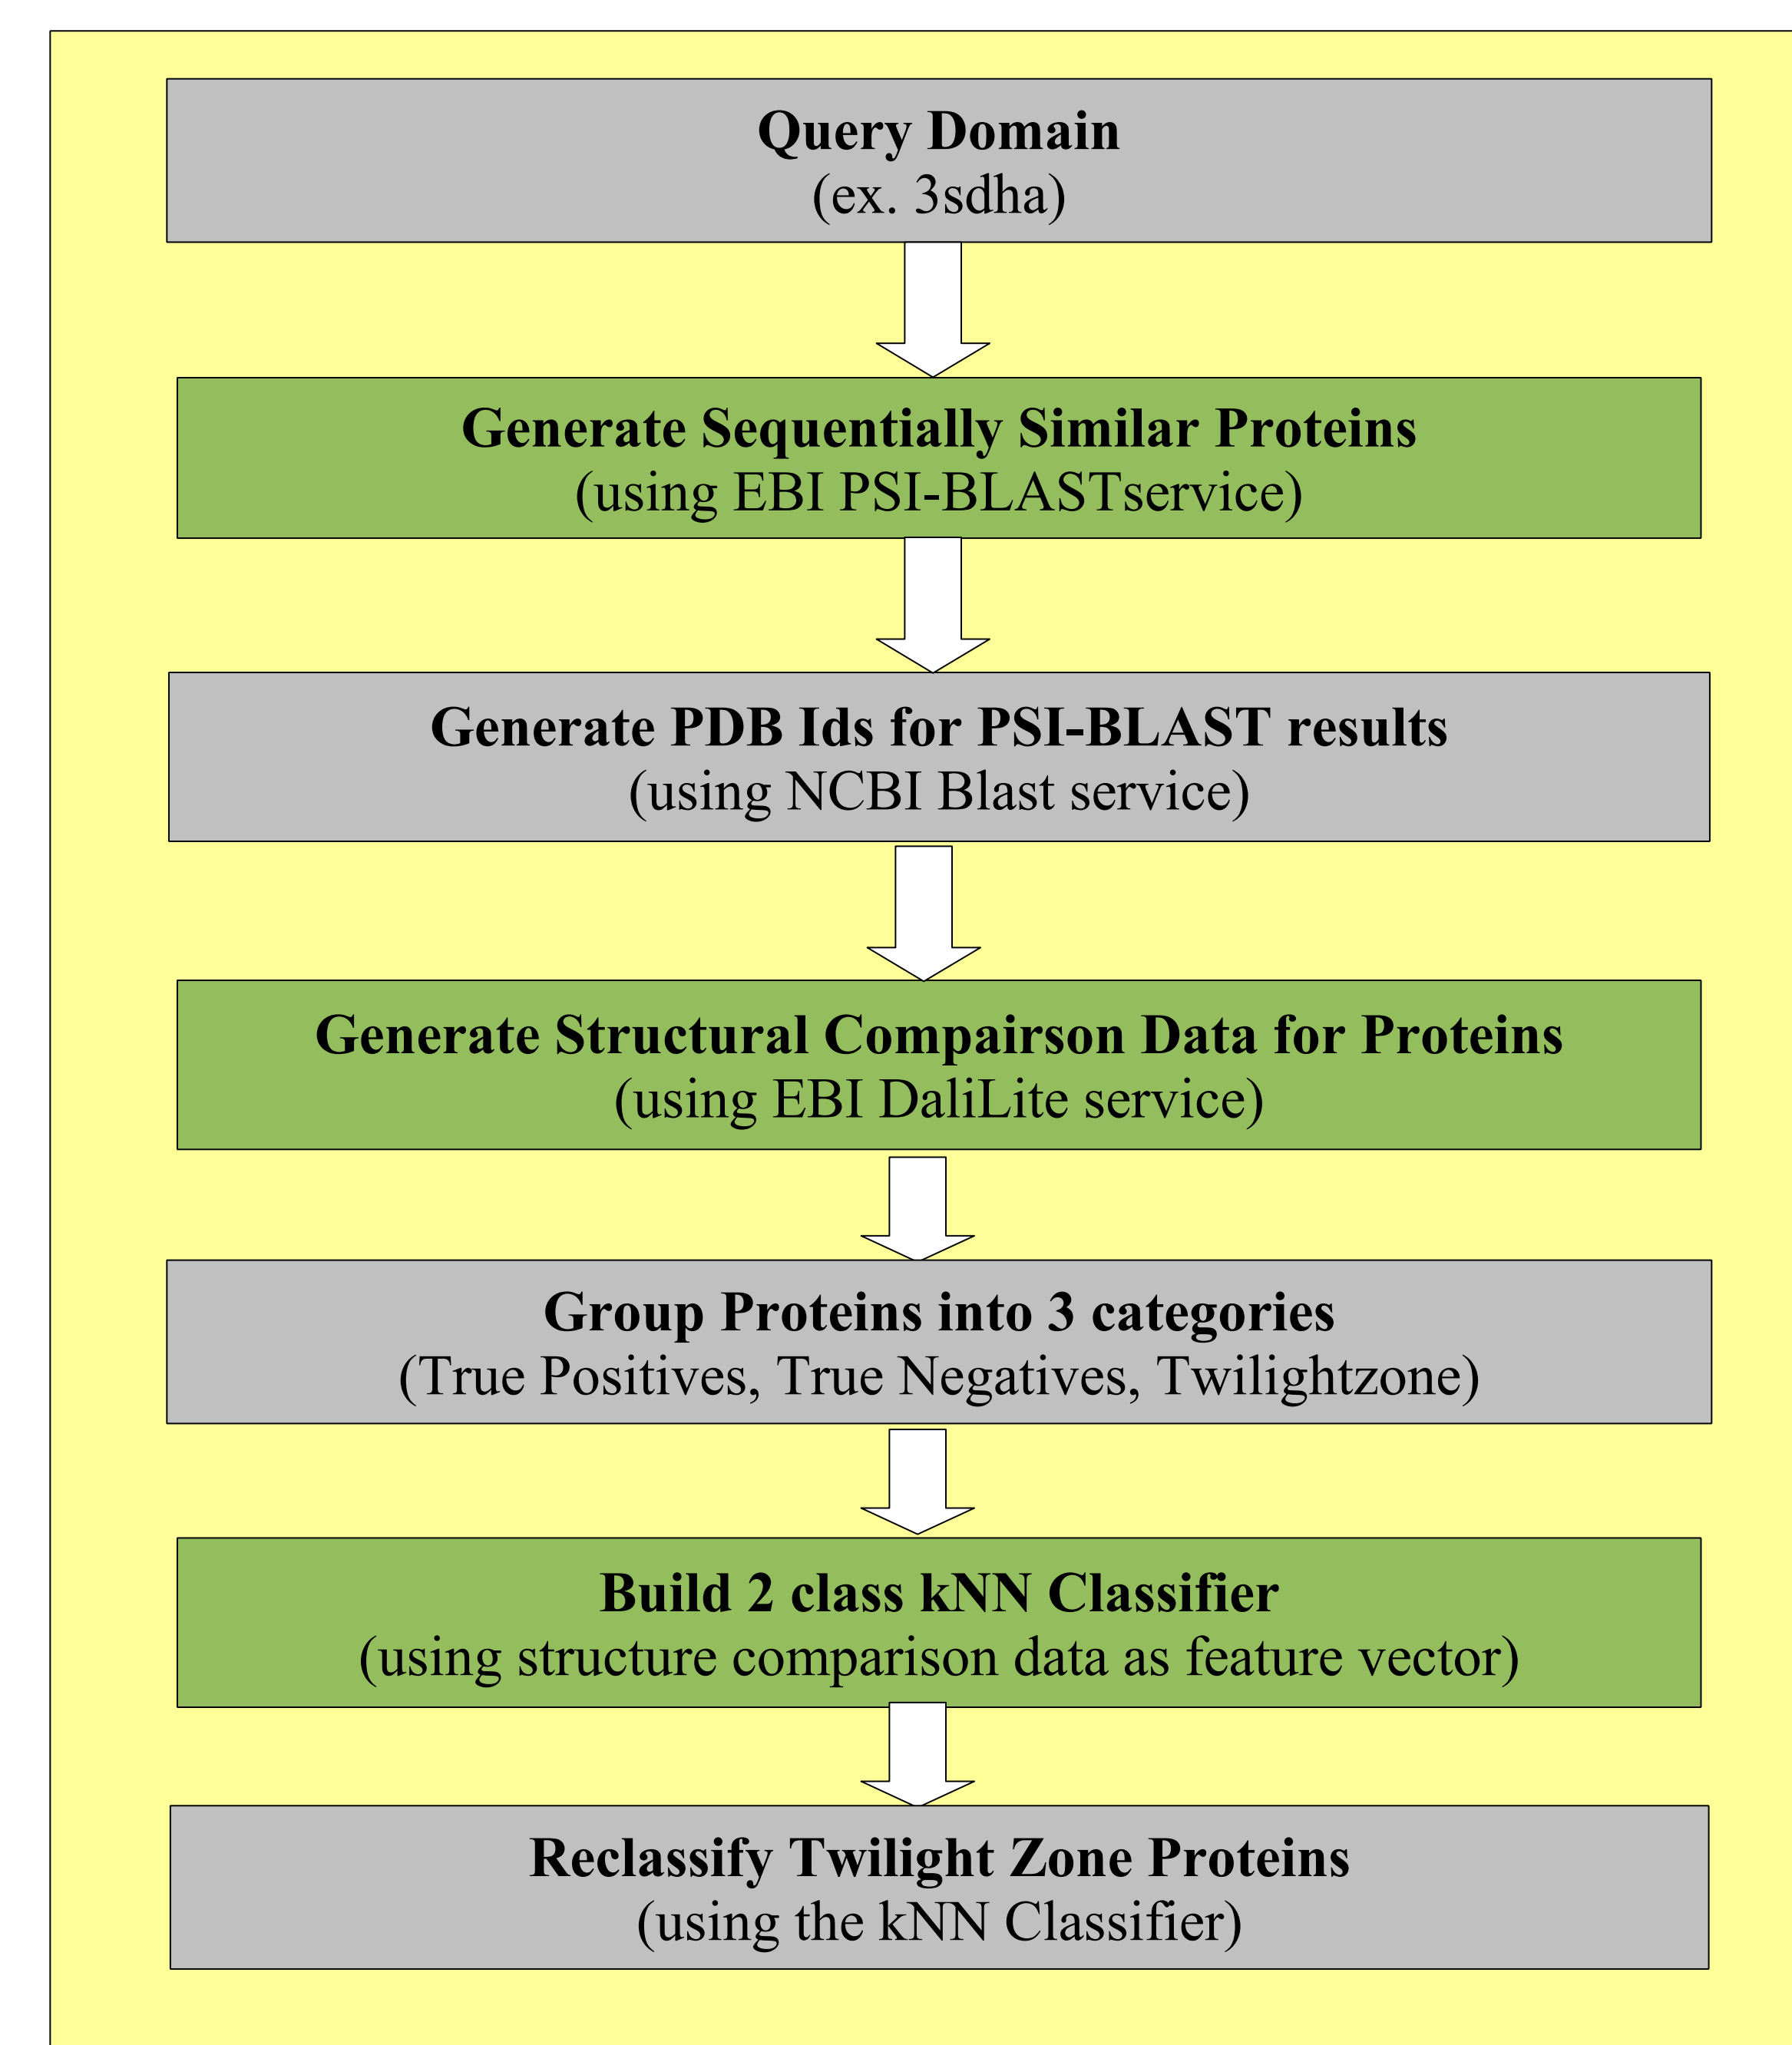 Query Domain
(ex. 3sdha)
Generate Sequentially Similar Proteins
(using EBI PSI-BLASTservice)
Generate PDB Ids for PSI-BLAST results
(using NCBI Blast service)
Generate Structural Compairson Data for Proteins
(using EBI DaliLite service)
Group Proteins into 3 categories
(True Positives, True Negatives, Twilightzone)
Build 2 class kNN Classifier
(using structure comparison data as feature vector)
Reclassify Twilight Zone Proteins
(using the kNN Classifier)